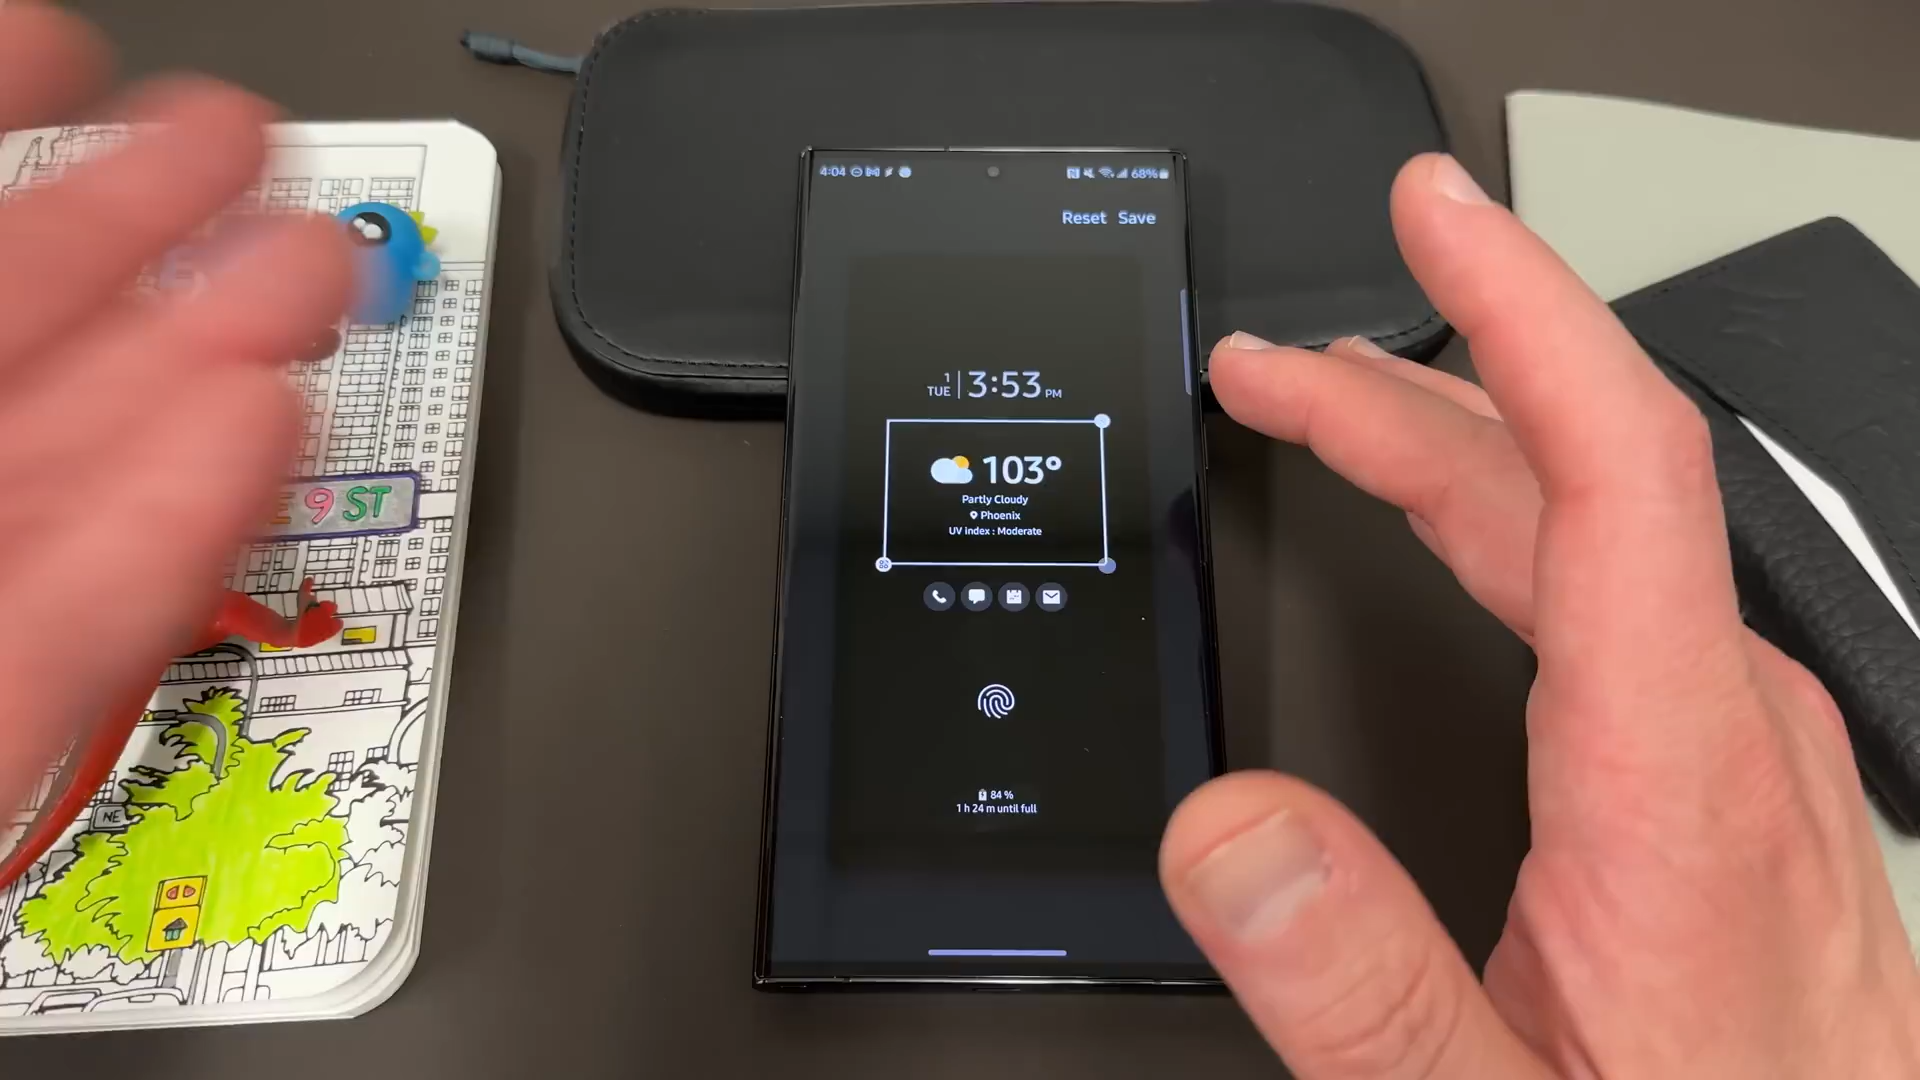 4:04
68%
Reset Save
1
TUE
3:53 PM
103°
Partly Cloudy
Phoenix
UV index : Moderate
84 %
1 h 24 m until full
E 9 ST
NE